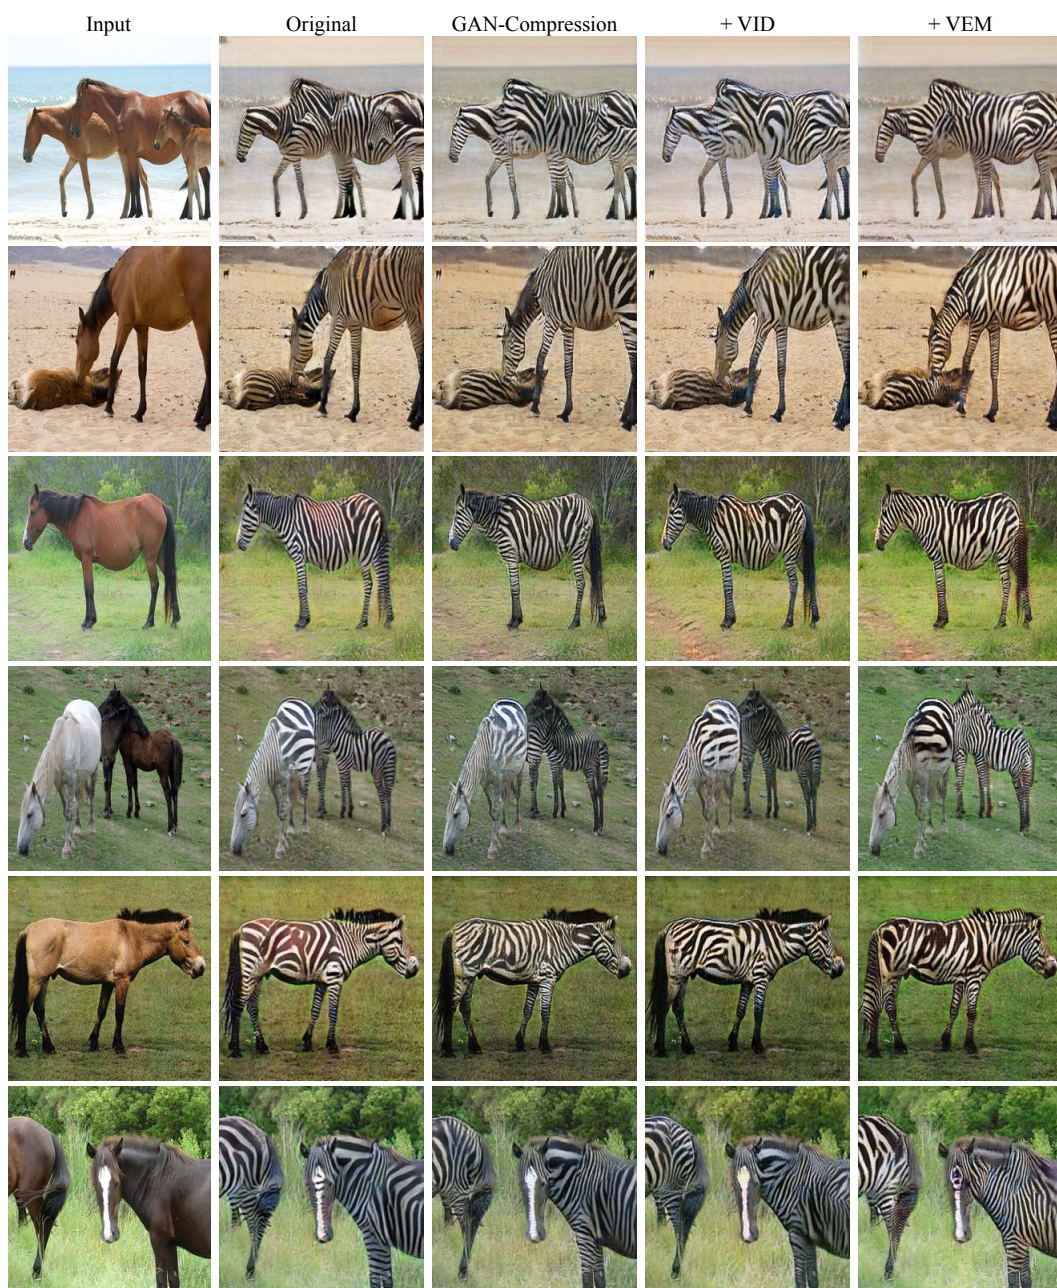 Input Original GAN-Compression + VID + VEM